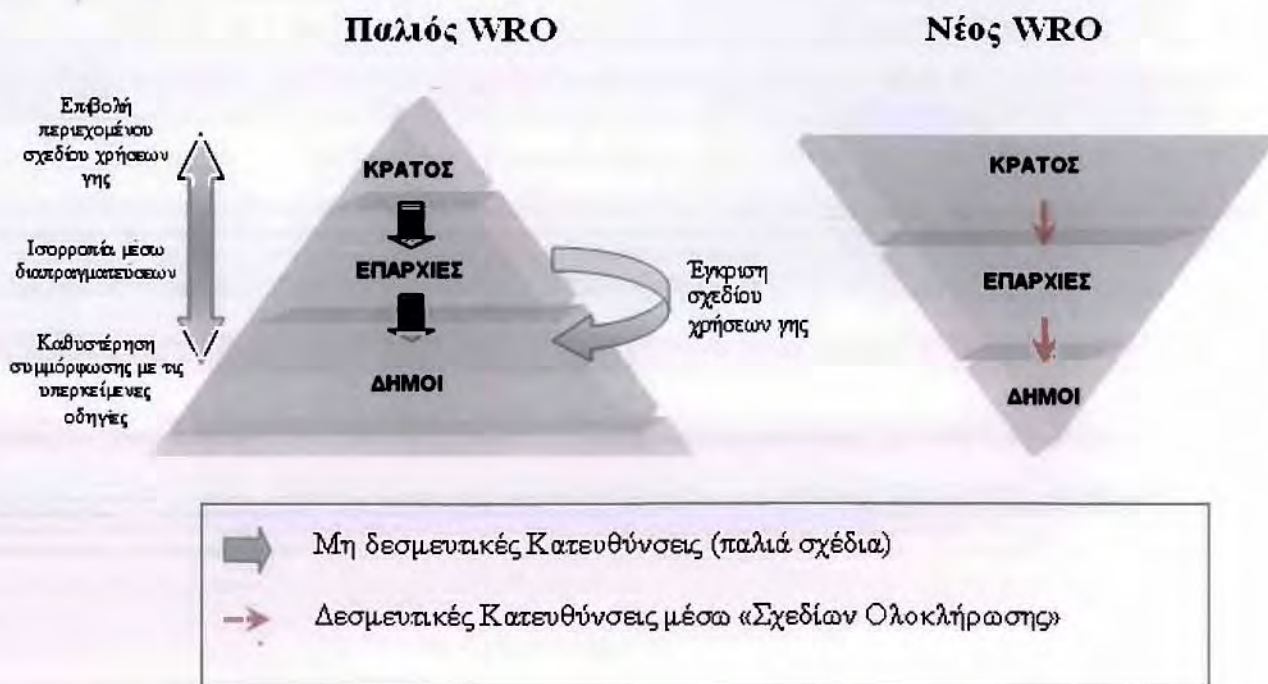 Παλιός WRO
Νέος WRO
Επιβολή
περιεχομένου
σχεδίου χρήσεων
γης
Ισορροπία μέσω
διαπραγματεύσεων
Καθυστέρηση
συμμόρφωσης με τις
υπερκείμενες
οδηγίες
ΚΡΑΤΟΣ
ΕΠΑΡΧΙΕΣ
ΔΗΜΟΙ
Έγκριση
σχεδίου
χρήσεων γης
ΚΡΑΤΟΣ
ΕΠΑΡΧΙΕΣ
ΔΗΜΟΙ
Μη δεσμευτικές Κατευθύνσεις (παλιά σχέδια)
Δεσμευτικές Κατευθύνσεις μέσω «Σχεδίων Ολοκλήρωσης»